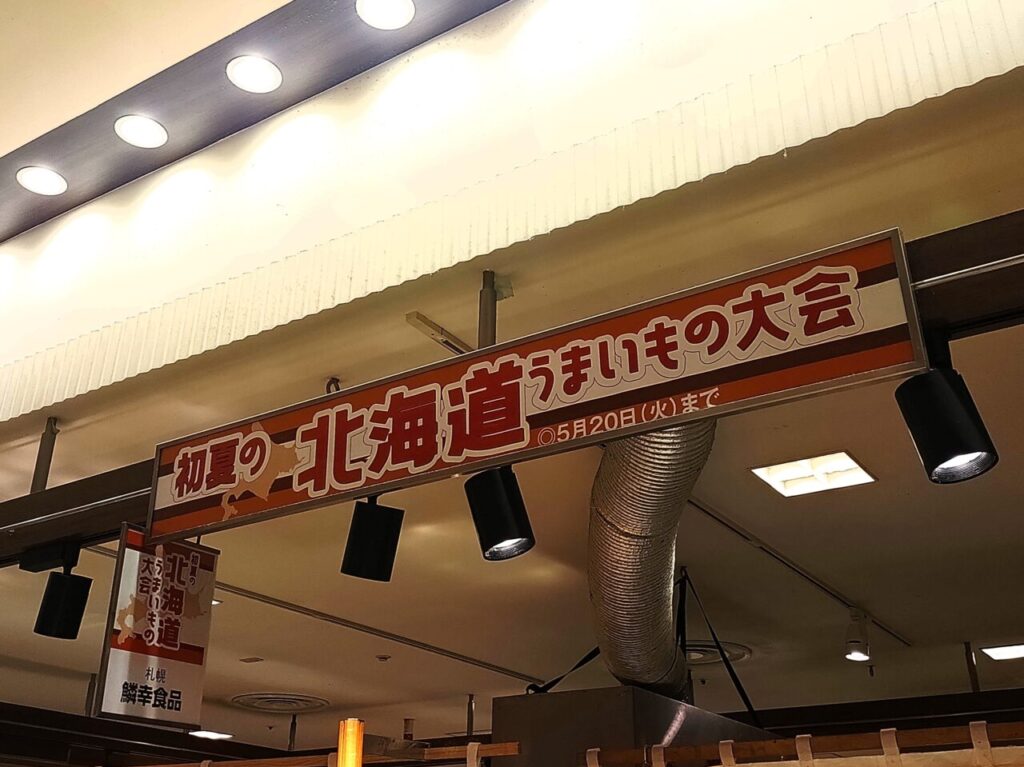 初夏の 北海道うまいもの大会
◎5月20日(火)まで
初夏の
北海道
うまいもの
大会
札幌
鱗幸食品